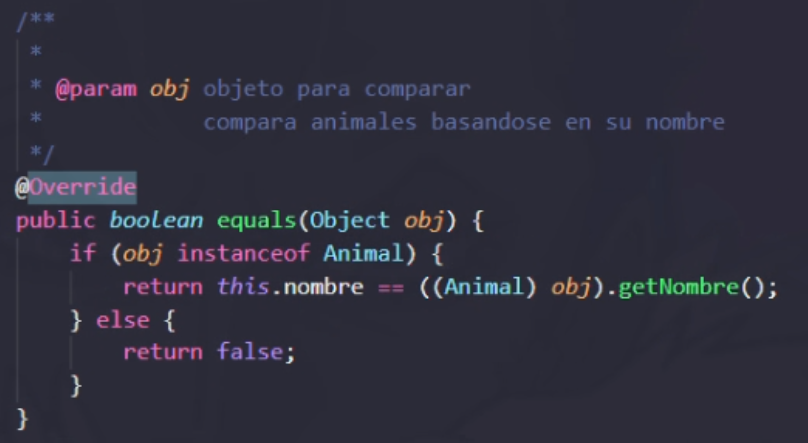 /**
 *
 * @param obj objeto para comparar
 *            compara animales basandose en su nombre
 */
@Override
public boolean equals(Object obj) {
    if (obj instanceof Animal) {
        return this.nombre == ((Animal) obj).getNombre();
    } else {
        return false;
    }
}